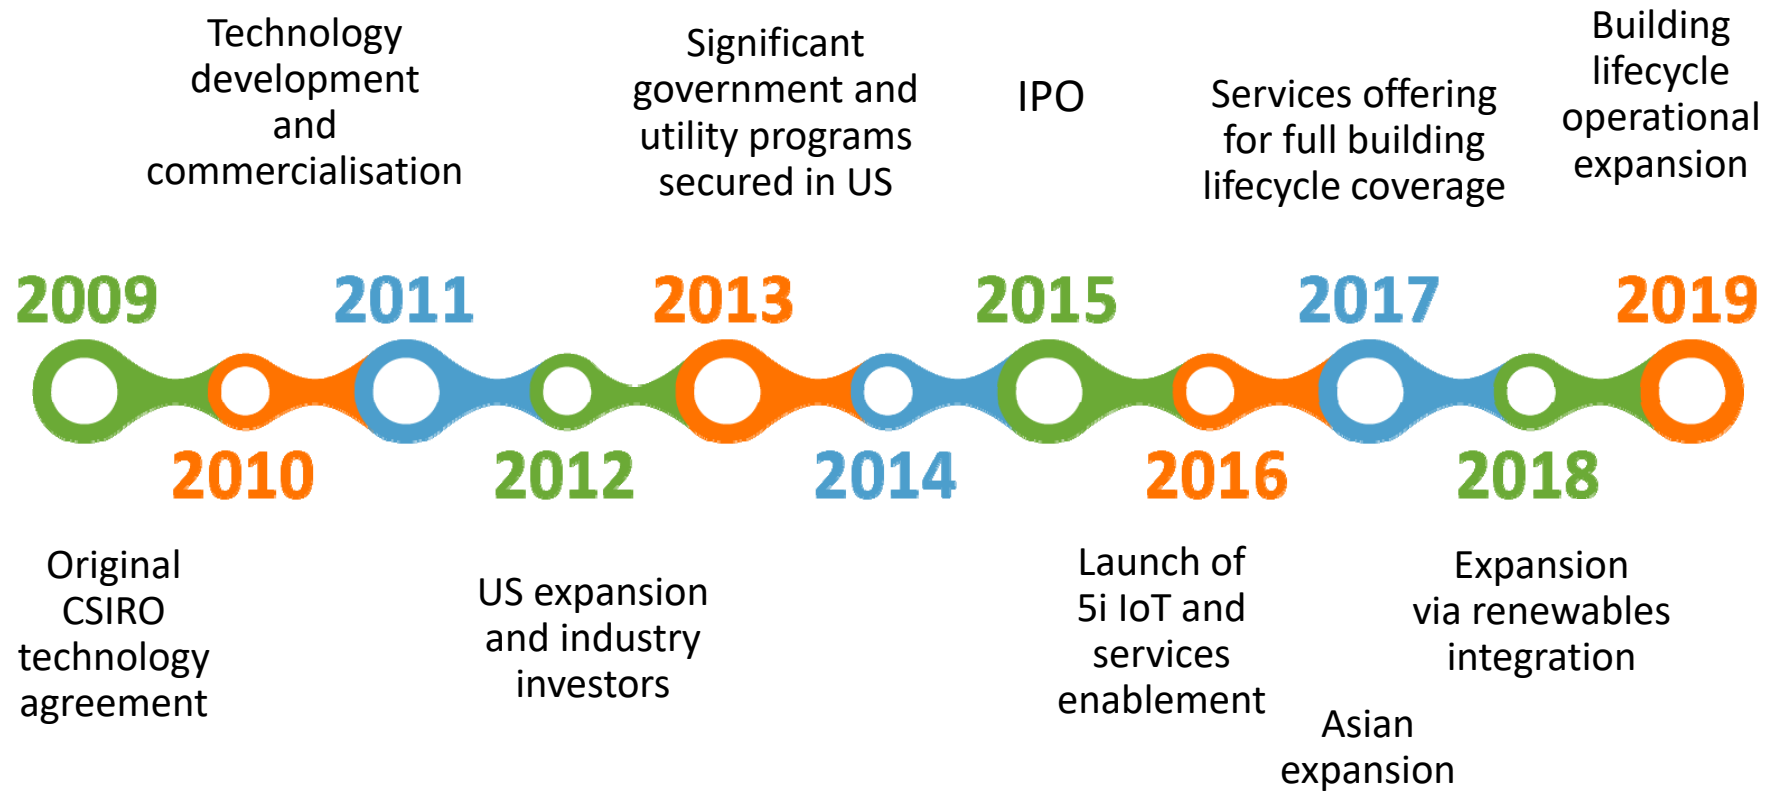 Technology
development
and
commercialisation
Significant
government and
utility programs
secured in US
IPO
Services offering
for full building
lifecycle coverage
Building
lifecycle
operational
expansion
2009
2011
2013
2015
2017
2019
2010
2012
2014
2016
2018
Original
CSIRO
technology
agreement
US expansion
and industry
investors
Launch of
5i IoT and
services
enablement
Asian
expansion
Expansion
via renewables
integration